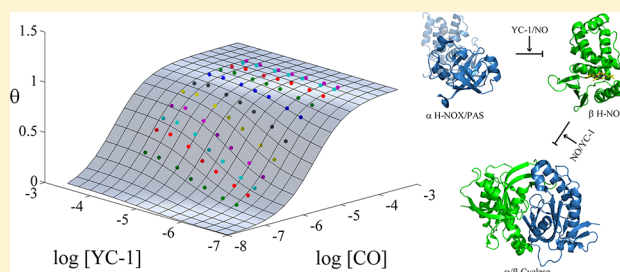 1.5
1
θ
0.5
0
-3
-4
-5
-6
-7
-8
-7
-6
-5
-4
-3
log [YC-1]
log [CO]
YC-1/NO
α H-NOX/PAS
β H-NO
NO/YC-1
α/β Cyclase